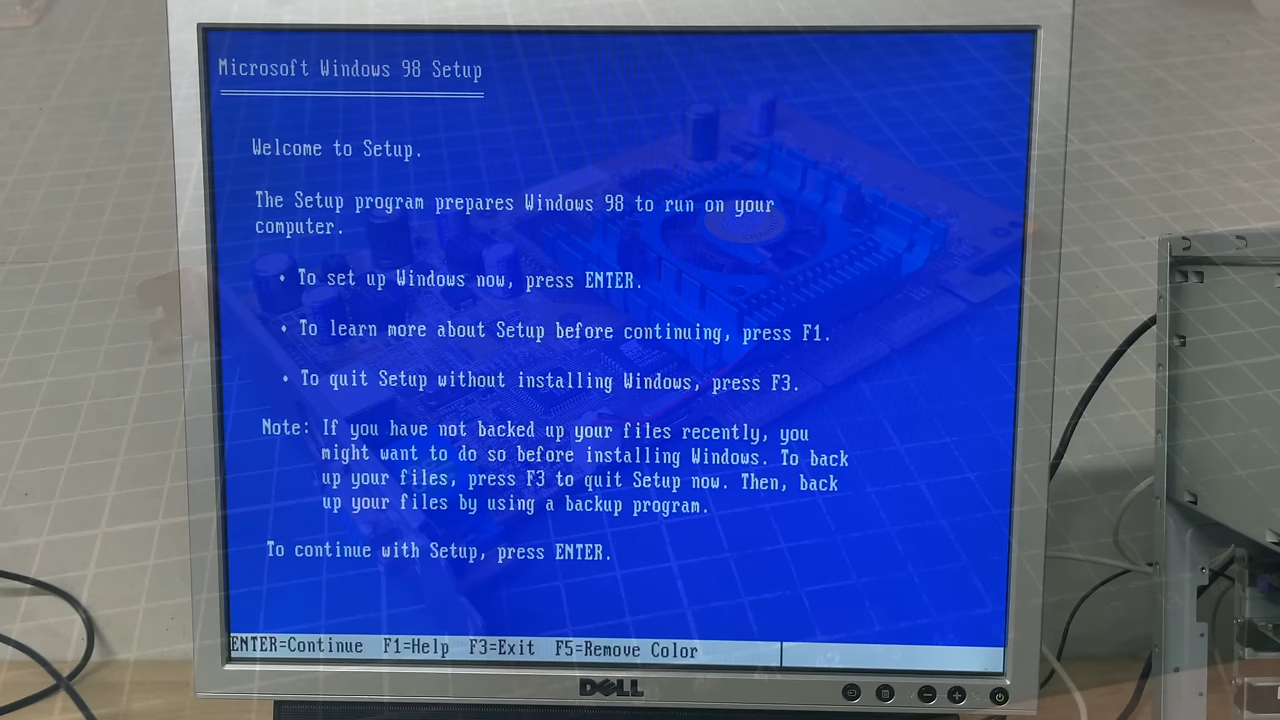 Microsoft Windows 98 Setup
Welcome to Setup.
The Setup program prepares Windows 98 to run on your
computer.
• To set up Windows now, press ENTER.
• To learn more about Setup before continuing, press F1.
• To quit Setup without installing Windows, press F3.
Note: If you have not backed up your files recently, you
might want to do so before installing Windows. To back
up your files, press F3 to quit Setup now. Then, back
up your files by using a backup program.
To continue with Setup, press ENTER.
ENTER=Continue F1=Help F3=Exit F5=Remove Color
DELL